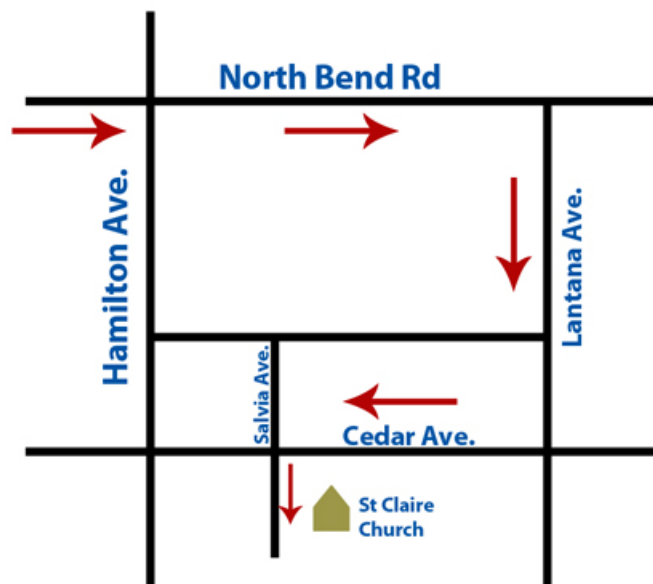 North Bend Rd
Hamilton Ave.
Lantana Ave.
Salvia Ave.
Cedar Ave.
St Claire
Church